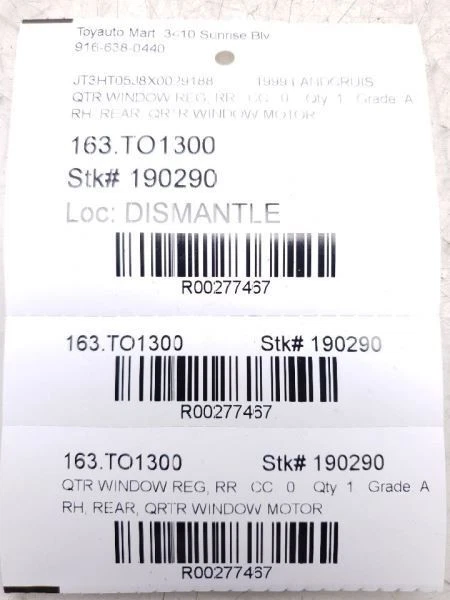 Toyauto Mart 3410 Sunrise Blv
916-638-0440
JT3HT05J8X0029188 1999 LANDCRUIS
QTR WINDOW REG, RR CC 0 Qty 1 Grade A
RH, REAR, QRTR WINDOW MOTOR
163.TO1300
Stk# 190290
Loc: DISMANTLE
R00277467
163.TO1300 Stk# 190290
R00277467
163.TO1300 Stk# 190290
QTR WINDOW REG, RR CC 0 Qty 1 Grade A
RH, REAR, QRTR WINDOW MOTOR
R00277467